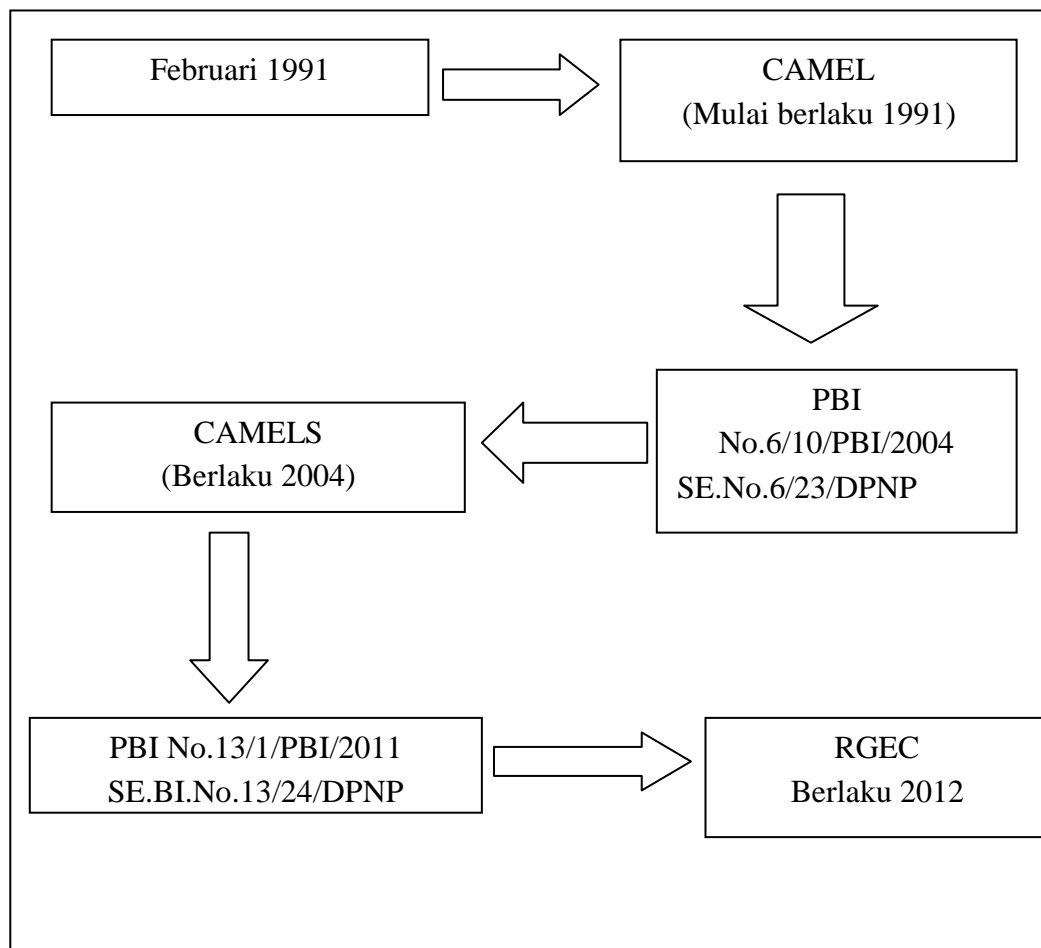 Februari 1991
CAMEL
(Mulai berlaku 1991)
PBI
No.6/10/PBI/2004
SE.No.6/23/DPNP
CAMELS
(Berlaku 2004)
PBI No.13/1/PBI/2011
SE.BI.No.13/24/DPNP
RGEC
Berlaku 2012